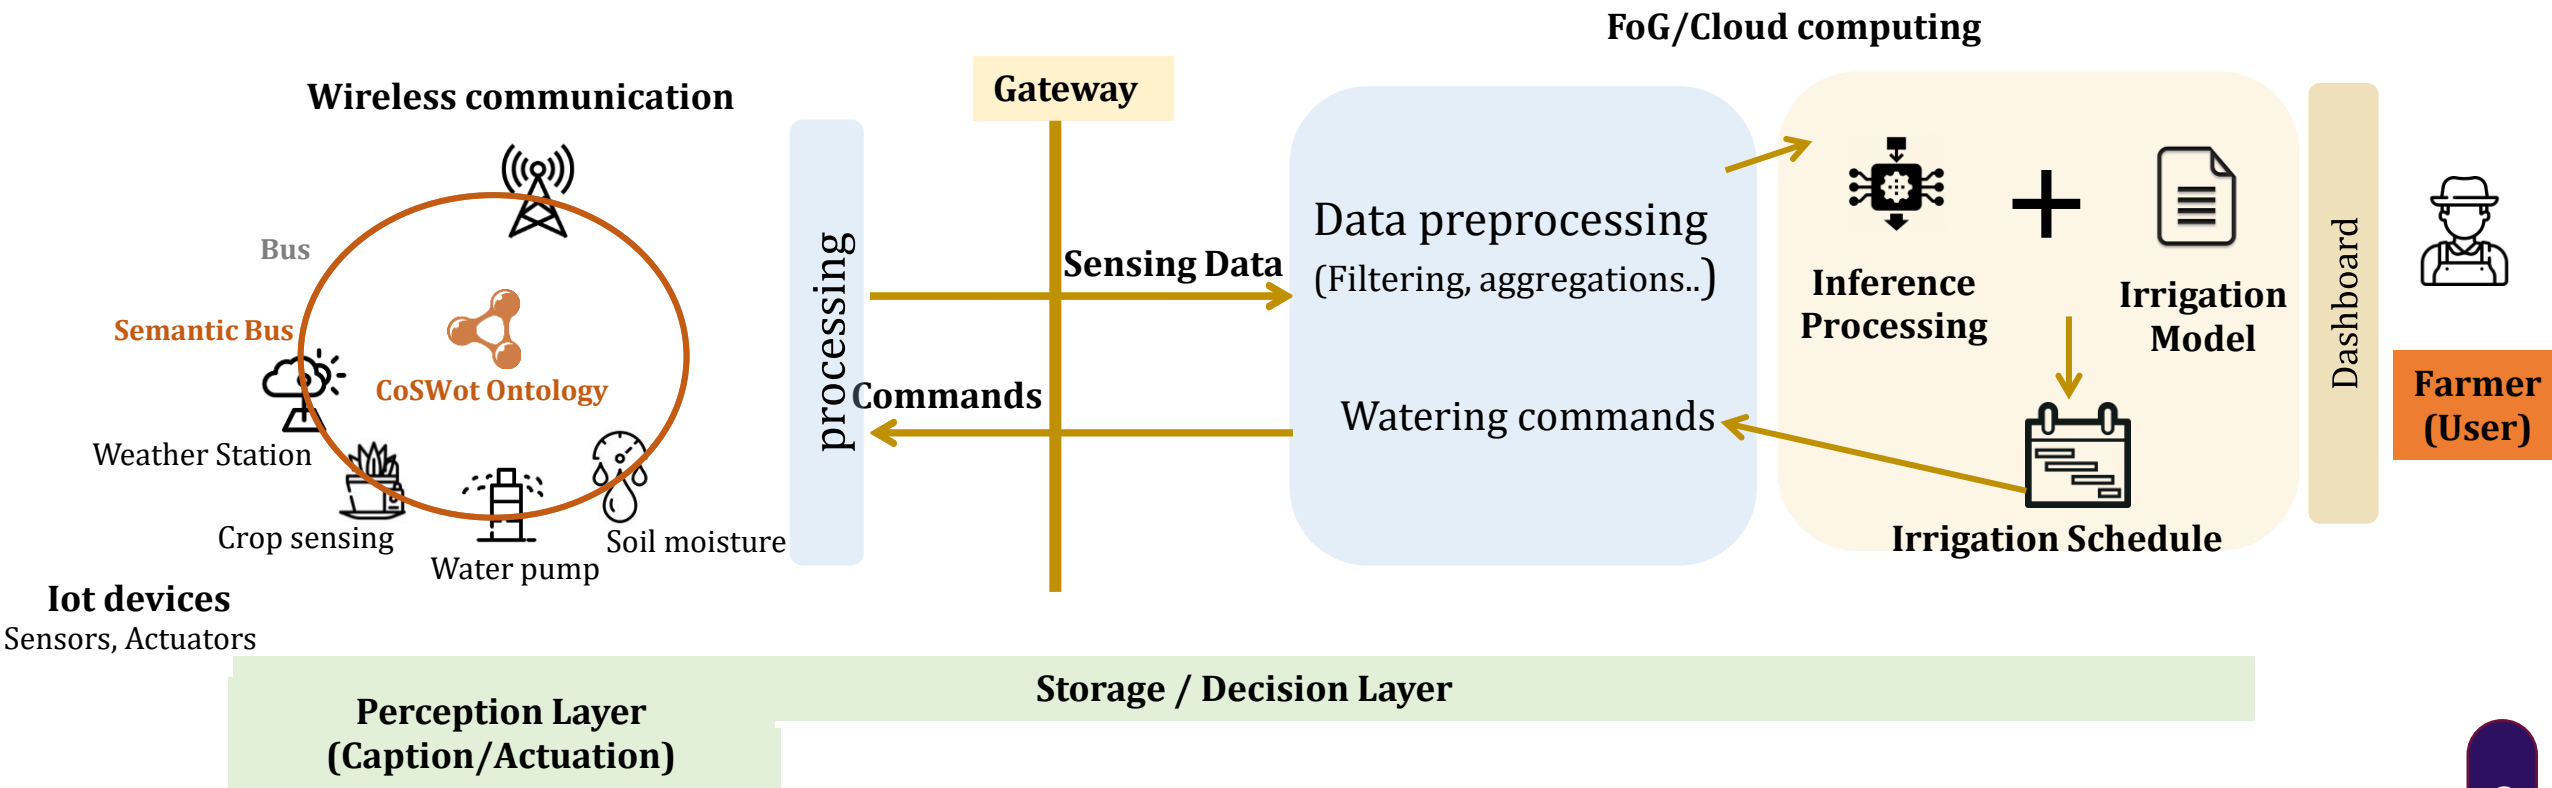 FoG/Cloud computing
Wireless communication
Gateway
Bus
Semantic Bus
CoSWot Ontology
Weather Station
Crop sensing
Water pump
Soil moisture
Iot devices
Sensors, Actuators
processing
Sensing Data
Commands
Data preprocessing
(Filtering, aggregations..)
Watering commands
Inference
Processing
Irrigation
Model
Irrigation Schedule
Dashboard
Farmer
(User)
Storage / Decision Layer
Perception Layer
(Caption/Actuation)